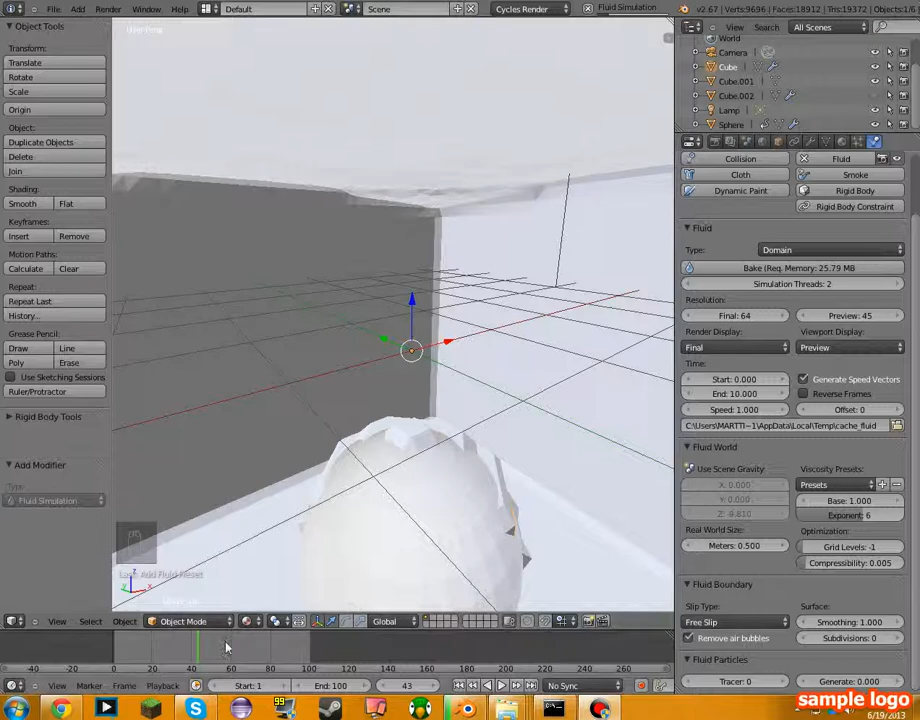 File Add Render Window Help Default Scene Cycles Render Fluid Simulation v2.67 | Verts:19696 | Faces:18912 | Tris:9372 | Objects:1/6
Object Tools
Transform:
Translate
Rotate
Scale
Origin
Object:
Duplicate Objects
Delete
Join
Shading:
Smooth Flat
Keyframes:
Insert Remove
Motion Paths:
Calculate Clear
Repeat:
Repeat Last
History...
Grease Pencil:
Draw Line
Poly Erase
Use Sketching Sessions
Ruler/Protractor
Rigid Body Tools
Add Modifier
Type
Fluid Simulation
User Persp
Last: Add Fluid Preset
View Search All Scenes
World
Camera
Cube
Cube.001
Cube.002
Lamp
Sphere
Collision Fluid
Cloth Smoke
Dynamic Paint Rigid Body
Rigid Body Constraint
Fluid
Type: Domain
Bake (Req. Memory: 25.79 MB
Simulation Threads: 2
Resolution: Final: 64 Preview: 45
Render Display: Viewport Display:
Final Preview
Time:
Start: 0.000 Generate Speed Vectors
End: 10.000 Reverse Frames
Speed: 1.000 Offset: 0
C:\Users\MARTTI~1\AppData\Local\Temp\cache_fluid
Fluid World
Use Scene Gravity Viscosity Presets:
X: 0.000 Presets
Y: 0.000 Base: 1.000
Z: -9.810 Exponent: 6
Real World Size: Optimization:
Meters: 0.500 Grid Levels: -1
Compressibility: 0.005
Fluid Boundary
Slip Type: Surface:
Free Slip Smoothing: 1.000
Remove air bubbles Subdivisions: 0
Fluid Particles
Tracer: 0 Generate: 0.000
View Select Object Object Mode Global
-40 -20 0 20 40 60 80 100 120 140 160 180 200 220 240 260
View Marker Frame Playback Start: 1 End: 100 43 No Sync
sample logo
6/19/2013